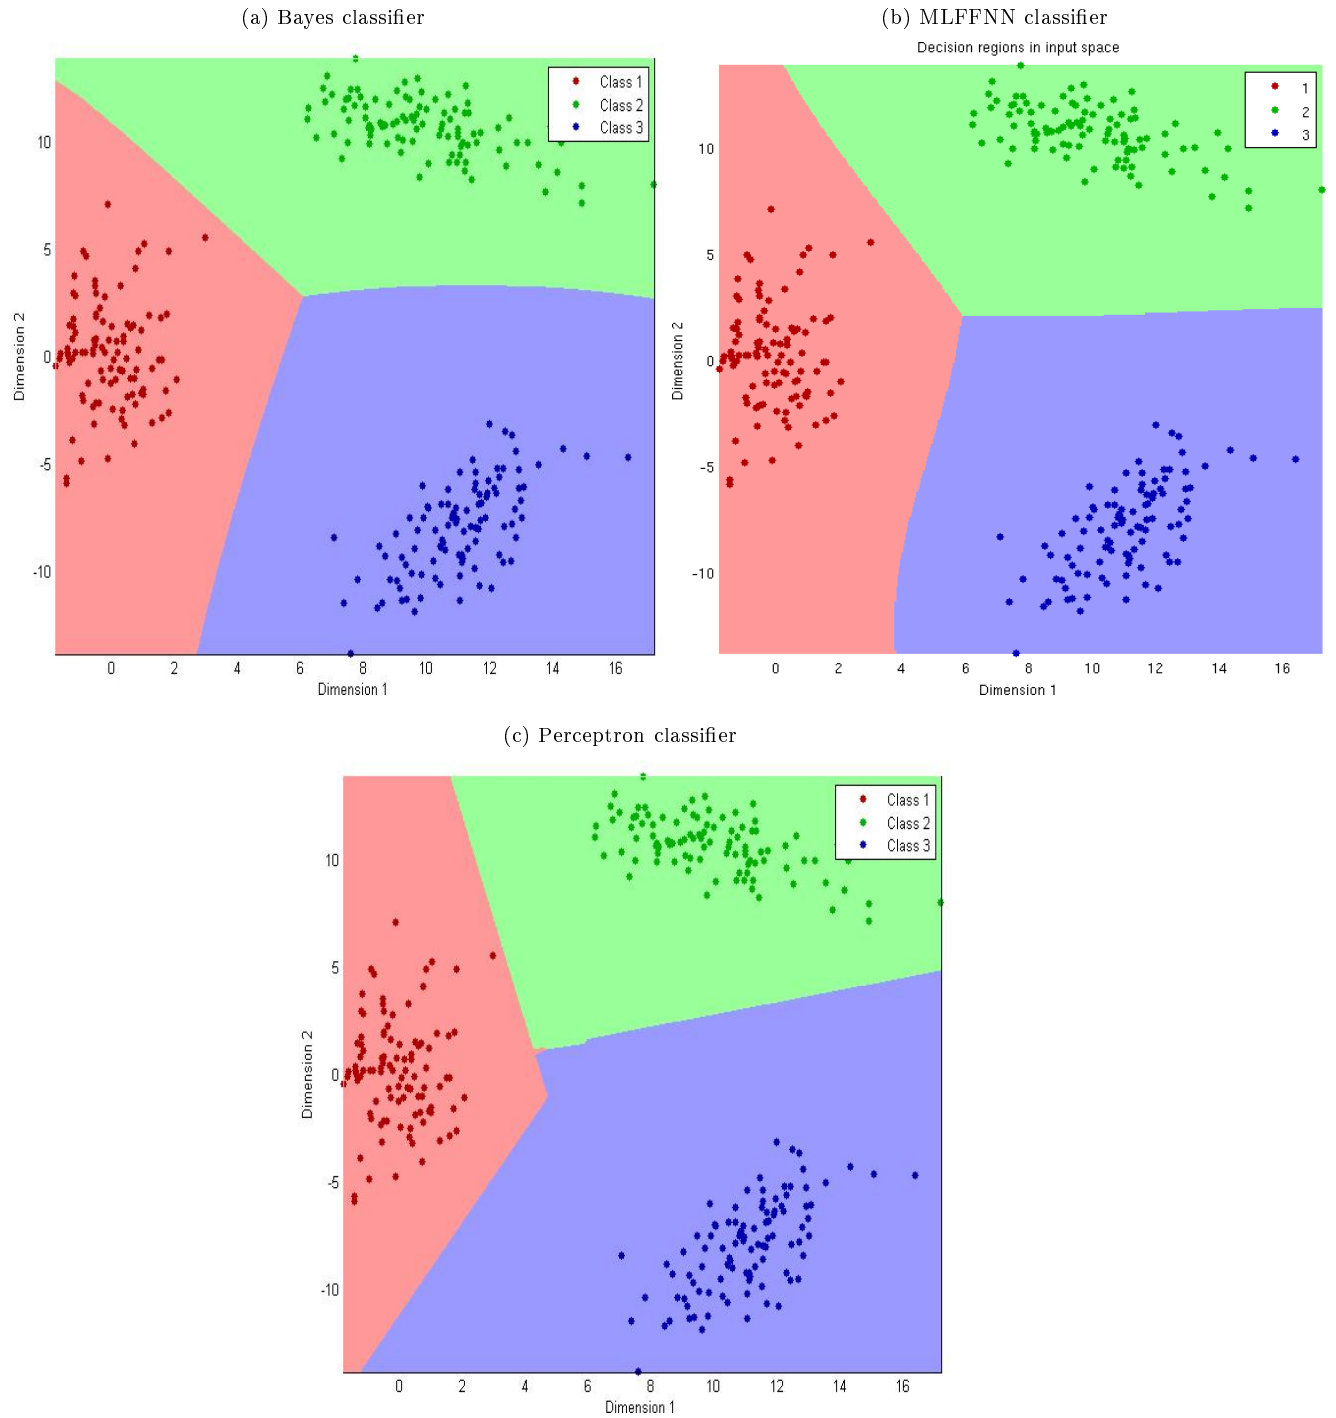 (a) Bayes classifier
Class 1
Class 2
Class 3
10
5
0
-5
-10
Dimension 2
0 2 4 6 8 10 12 14 16
Dimension 1
(b) MLFFNN classifier
Decision regions in input space
1
2
3
10
5
0
-5
-10
Dimension 2
0 2 4 6 8 10 12 14 16
Dimension 1
(c) Perceptron classifier
Class 1
Class 2
Class 3
10
5
0
-5
-10
Dimension 2
0 2 4 6 8 10 12 14 16
Dimension 1